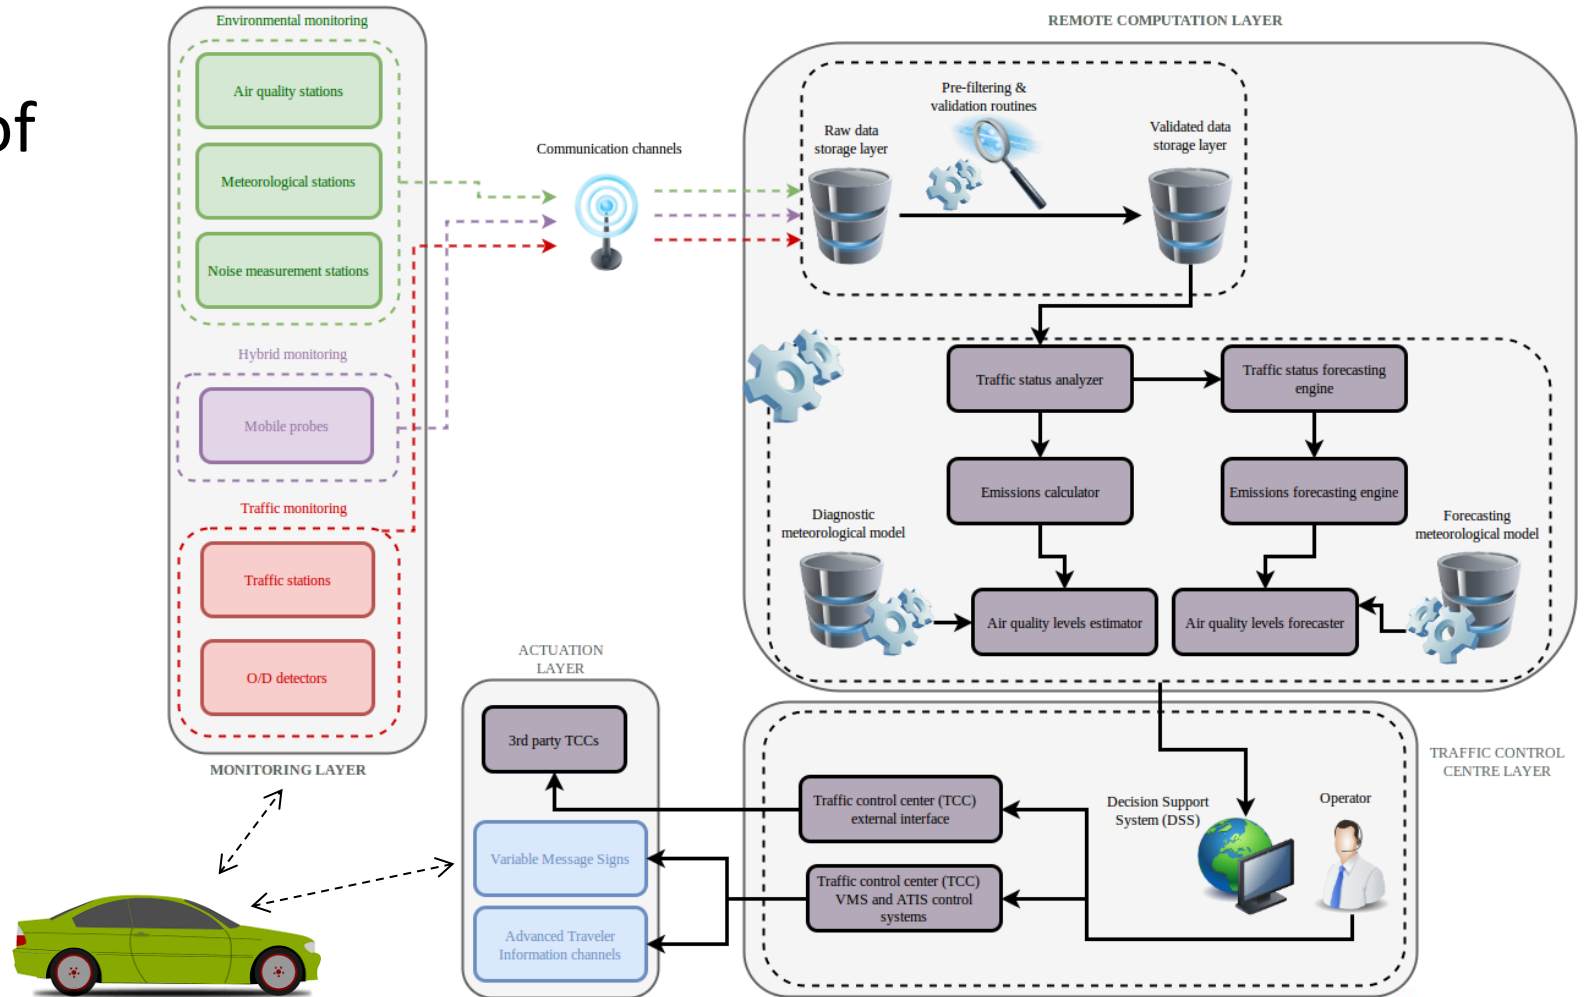 of
Environmental monitoring
Air quality stations
Meteorological stations
Noise measurement stations
Hybrid monitoring
Mobile probes
Traffic monitoring
Traffic stations
O/D detectors
MONITORING LAYER
Communication channels
REMOTE COMPUTATION LAYER
Raw data
storage layer
Pre-filtering &
validation routines
Validated data
storage layer
Traffic status analyzer
Traffic status forecasting
engine
Emissions calculator
Emissions forecasting engine
Diagnostic
meteorological model
Forecasting
meteorological model
Air quality levels estimator
Air quality levels forecaster
ACTUATION
LAYER
3rd party TCCs
Variable Message Signs
Advanced Traveler
Information channels
Traffic control center (TCC)
external interface
Traffic control center (TCC)
VMS and ATIS control
systems
Decision Support
System (DSS)
Operator
TRAFFIC CONTROL
CENTRE LAYER